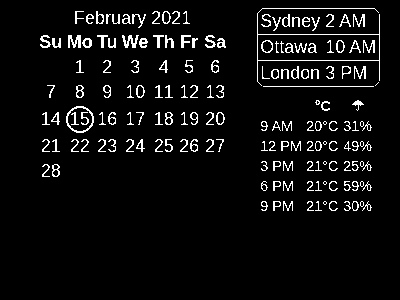 February 2021
Su Mo Tu We Th Fr Sa
1 2 3 4 5 6
7 8 9 10 11 12 13
14 15 16 17 18 19 20
21 22 23 24 25 26 27
28
Sydney 2 AM
Ottawa 10 AM
London 3 PM
°C ☂
9 AM 20°C 31%
12 PM 20°C 49%
3 PM 21°C 25%
6 PM 21°C 59%
9 PM 21°C 30%